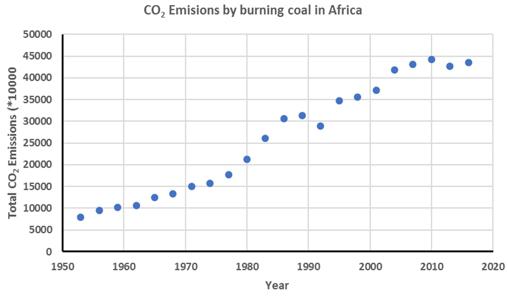 CO₂ Emisions by burning coal in Africa
Total CO₂ Emissions (*10000
50000
45000
40000
35000
30000
25000
20000
15000
10000
5000
0
1950 1960 1970 1980 1990 2000 2010 2020
Year